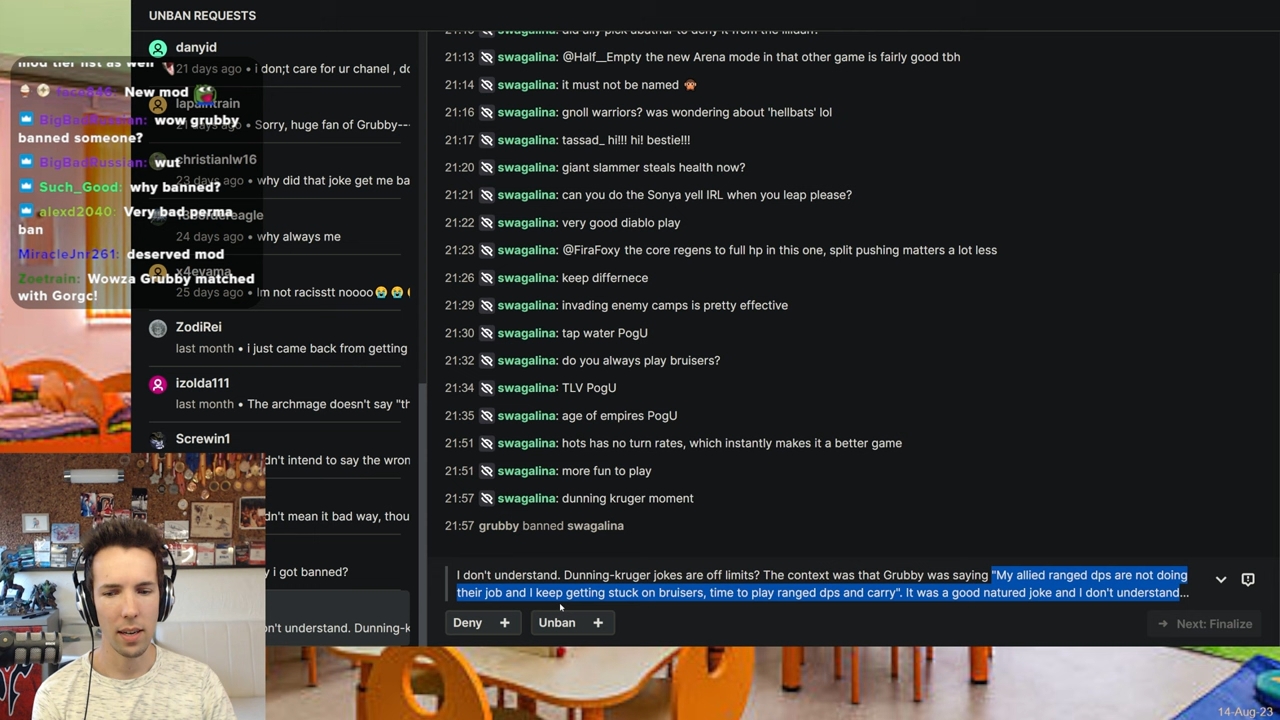 UNBAN REQUESTS
mod tier list as well
face846: New mod
BigBadRussian: wow grubby
banned someone?
BigBadRussian: wut
Such_Good: why banned?
alexd2040: Very bad perma
ban
MiracleJnr261: deserved mod
Zoetrain: Wowza Grubby matched
with Gorgc!
danyid
21 days ago • i don;t care for ur chanel , do
lapaintrain
days ago • Sorry, huge fan of Grubby--
christianlw16
23 days ago • why did that joke get me ba
24 days ago • why always me
x4eyama
25 days ago • Im not racisstt noooo😭😭
ZodiRei
last month • i just came back from getting
izolda111
last month • The archmage doesn't say "th
Screwin1
dn't intend to say the wron
dn't mean it bad way, thou
y i got banned?
on't understand. Dunning-k
21:13 swagalina: @Half__Empty the new Arena mode in that other game is fairly good tbh
21:14 swagalina: it must not be named 🙊
21:16 swagalina: gnoll warriors? was wondering about 'hellbats' lol
21:17 swagalina: tassad_ hi!!! hi! bestie!!!
21:20 swagalina: giant slammer steals health now?
21:21 swagalina: can you do the Sonya yell IRL when you leap please?
21:22 swagalina: very good diablo play
21:23 swagalina: @FiraFoxy the core regens to full hp in this one, split pushing matters a lot less
21:26 swagalina: keep differnece
21:29 swagalina: invading enemy camps is pretty effective
21:30 swagalina: tap water PogU
21:32 swagalina: do you always play bruisers?
21:34 swagalina: TLV PogU
21:35 swagalina: age of empires PogU
21:51 swagalina: hots has no turn rates, which instantly makes it a better game
21:51 swagalina: more fun to play
21:57 swagalina: dunning kruger moment
21:57 grubby banned swagalina
I don't understand. Dunning-kruger jokes are off limits? The context was that Grubby was saying "My allied ranged dps are not doing
their job and I keep getting stuck on bruisers, time to play ranged dps and carry". It was a good natured joke and I don't understand...
Deny +
Unban +
Next: Finalize
14-Aug-23